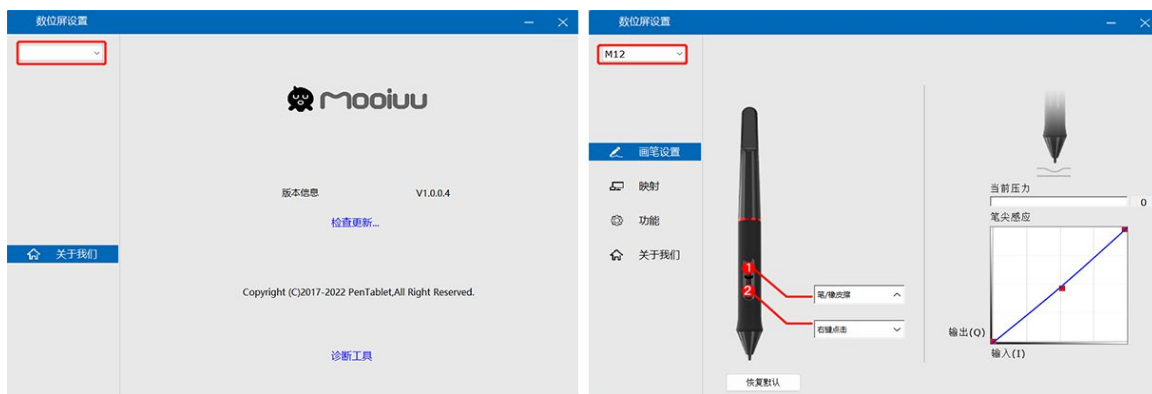 数位屏设置
Mooiuu
版本信息 V1.0.0.4
检查更新...
关于我们
Copyright (C)2017-2022 PenTablet,All Right Reserved.
诊断工具
数位屏设置
M12
画笔设置
映射
功能
关于我们
1
2
笔/橡皮擦
右键点击
恢复默认
当前压力
0
笔尖感应
输出(Q)
输入(I)